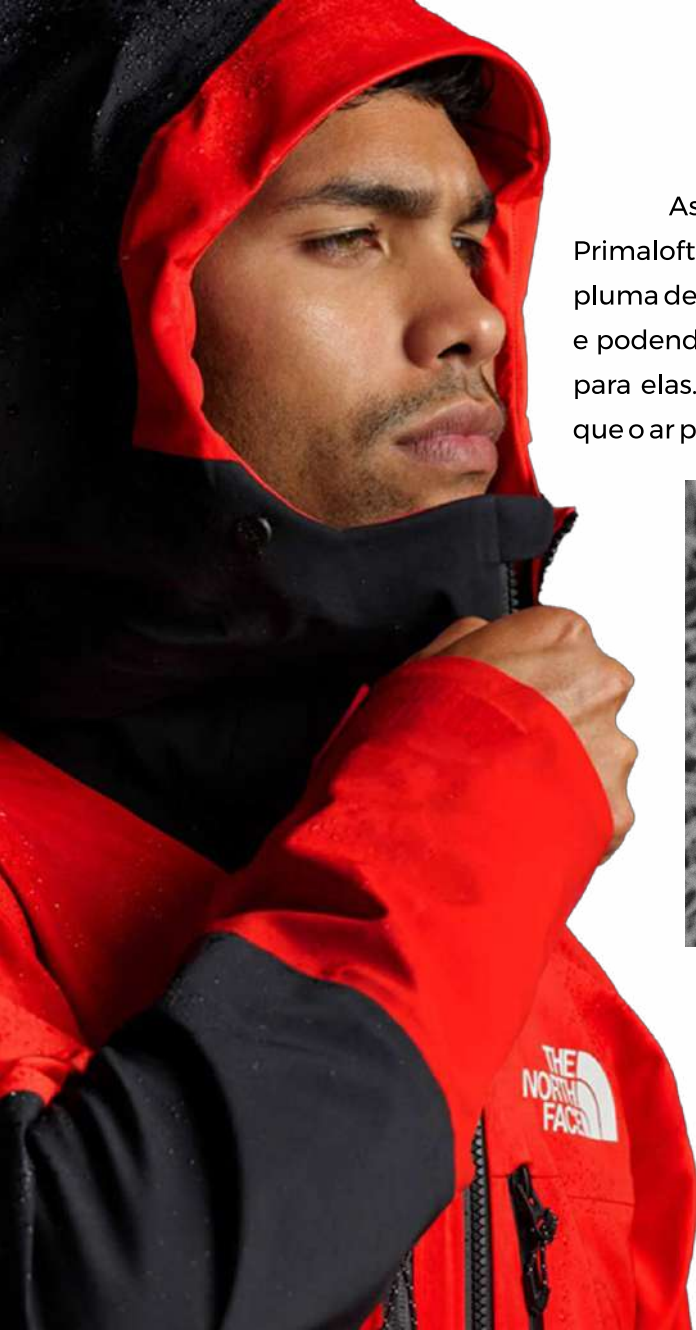 As
Primaloft
pluma de
e podend
para elas.
que o ar p
THE
NORTH
FACE